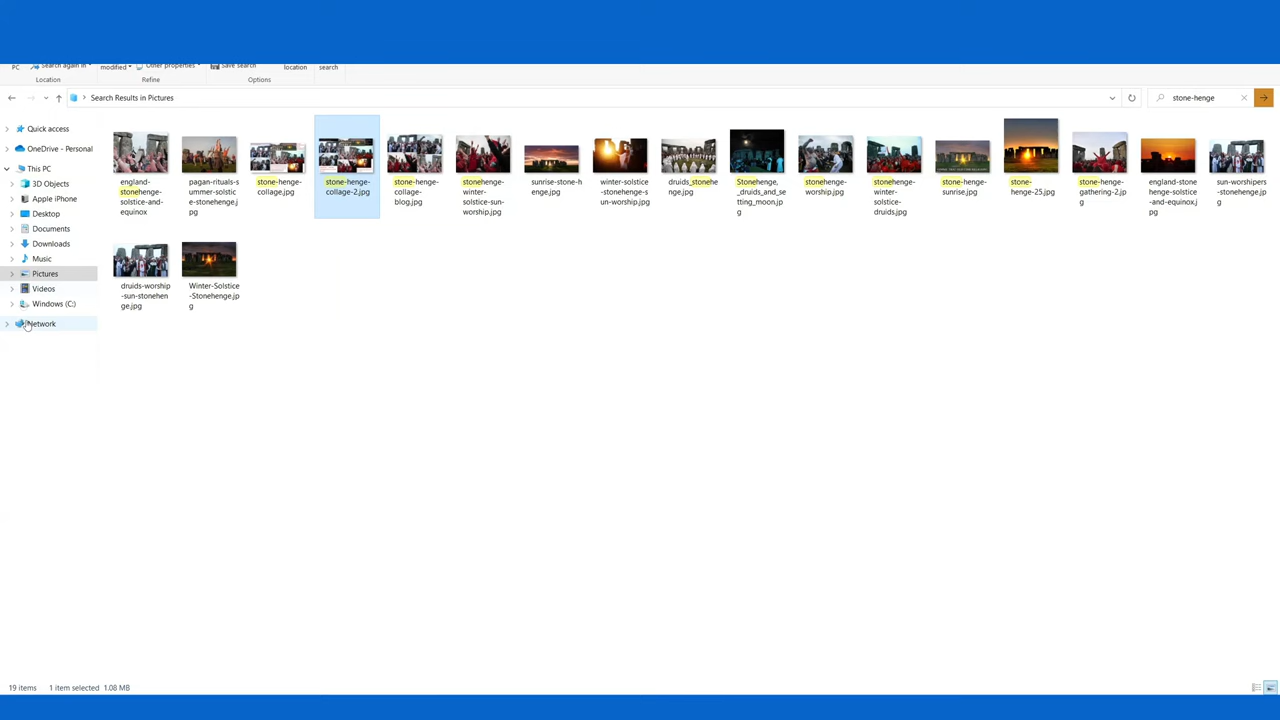 PC Search again in modified Other properties Save search location search
Location Refine Options
Search Results in Pictures stone-henge
Quick access
OneDrive - Personal
This PC
3D Objects
Apple iPhone
Desktop
Documents
Downloads
Music
Pictures
Videos
Windows (C:)
Network
england-
stonehenge-
solstice-and-
equinox
pagan-rituals-s
ummer-solstic
e-stonehenge.j
pg
stone-henge-
collage.jpg
stone-henge-
collage-2.jpg
stone-henge-
collage-
blog.jpg
stonehenge-
winter-
solstice-sun-
worship.jpg
sunrise-stone-h
enge.jpg
winter-solstice
-stonehenge-s
un-worship.jpg
druids_stonehe
nge.jpg
Stonehenge,
_druids_and_se
tting_moon.jp
g
stonehenge-
worship.jpg
stonehenge-
winter-
solstice-
druids.jpg
stone-henge-
sunrise.jpg
stone-
henge-25.jpg
stone-henge-
gathering-2.jp
g
england-stone
henge-solstice
-and-equinox.j
pg
sun-worshipers
-stonehenge.jp
g
druids-worship
-sun-stonehen
ge.jpg
Winter-Solstice
-Stonehenge.jp
g
19 items 1 item selected 1.08 MB